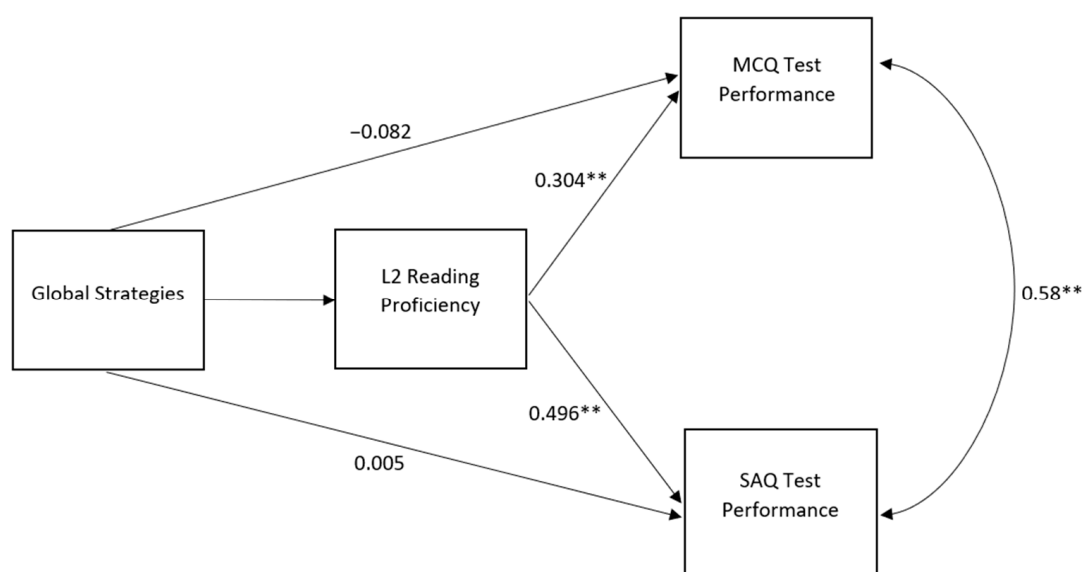 MCQ Test
Performance
−0.082
0.304**
Global Strategies
L2 Reading
Proficiency
0.58**
0.496**
0.005
SAQ Test
Performance